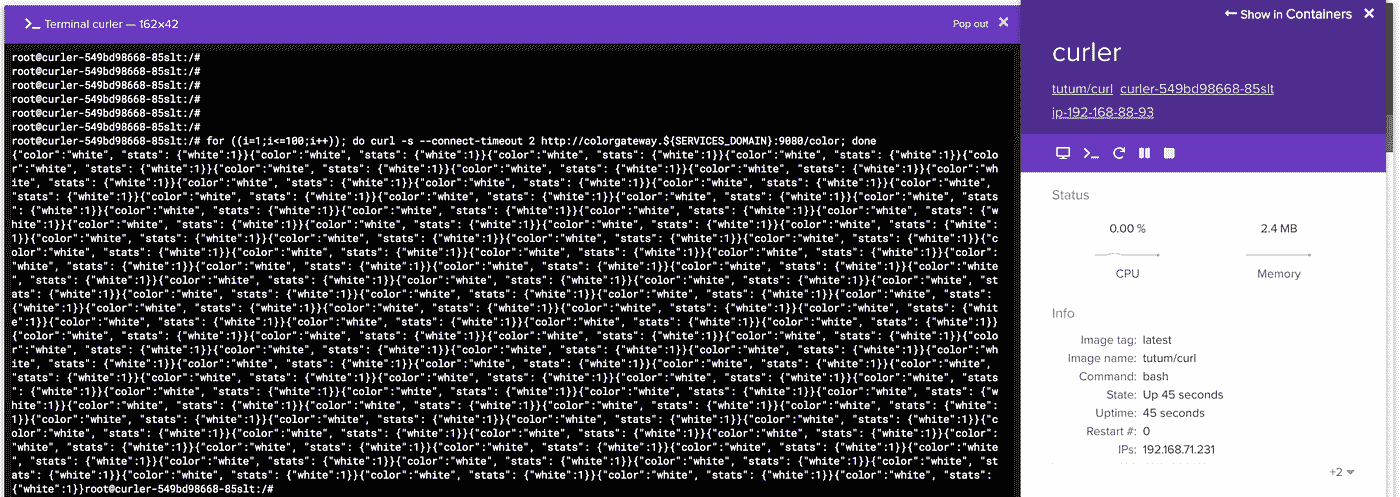 Terminal curler — 162x42
Pop out
root@curler-549bd98668-85slt:/#
root@curler-549bd98668-85slt:/#
root@curler-549bd98668-85slt:/#
root@curler-549bd98668-85slt:/#
root@curler-549bd98668-85slt:/#
root@curler-549bd98668-85slt:/#
root@curler-549bd98668-85slt:/# for ((i=1;i<=100;i++)); do curl -s --connect-timeout 2 http://colorgateway.${SERVICES_DOMAIN}:9080/color; done
{"color":"white", "stats": {"white":1}}{"color":"white", "stats": {"white":1}}{"color":"white", "stats": {"white":1}}{"color":"white", "stats": {"white":1}}{"colo
r":"white", "stats": {"white":1}}{"color":"white", "stats": {"white":1}}{"color":"white", "stats": {"white":1}}{"color":"white", "stats": {"white":1}}{"color":"wh
ite", "stats": {"white":1}}{"color":"white", "stats": {"white":1}}{"color":"white", "stats": {"white":1}}{"color":"white", "stats": {"white":1}}{"color":"white", 
"stats": {"white":1}}{"color":"white", "stats": {"white":1}}{"color":"white", "stats": {"white":1}}{"color":"white", "stats": {"white":1}}{"color":"white", "stats
": {"white":1}}{"color":"white", "stats": {"white":1}}{"color":"white", "stats": {"white":1}}{"color":"white", "stats": {"white":1}}{"color":"white", "stats": {"w
hite":1}}{"color":"white", "stats": {"white":1}}{"color":"white", "stats": {"white":1}}{"color":"white", "stats": {"white":1}}{"color":"white", "stats": {"white":
1}}{"color":"white", "stats": {"white":1}}{"color":"white", "stats": {"white":1}}{"color":"white", "stats": {"white":1}}{"color":"white", "stats": {"white":1}}{"c
olor":"white", "stats": {"white":1}}{"color":"white", "stats": {"white":1}}{"color":"white", "stats": {"white":1}}{"color":"white", "stats": {"white":1}}{"color":
"white", "stats": {"white":1}}{"color":"white", "stats": {"white":1}}{"color":"white", "stats": {"white":1}}{"color":"white", "stats": {"white":1}}{"color":"white
", "stats": {"white":1}}{"color":"white", "stats": {"white":1}}{"color":"white", "stats": {"white":1}}{"color":"white", "stats": {"white":1}}{"color":"white", "st
ats": {"white":1}}{"color":"white", "stats": {"white":1}}{"color":"white", "stats": {"white":1}}{"color":"white", "stats": {"white":1}}{"color":"white", "stats": 
{"white":1}}{"color":"white", "stats": {"white":1}}{"color":"white", "stats": {"white":1}}{"color":"white", "stats": {"white":1}}{"color":"white", "stats": {"whit
e":1}}{"color":"white", "stats": {"white":1}}{"color":"white", "stats": {"white":1}}{"color":"white", "stats": {"white":1}}{"color":"white", "stats": {"white":1}}
{"color":"white", "stats": {"white":1}}{"color":"white", "stats": {"white":1}}{"color":"white", "stats": {"white":1}}{"color":"white", "stats": {"white":1}}{"colo
r":"white", "stats": {"white":1}}{"color":"white", "stats": {"white":1}}{"color":"white", "stats": {"white":1}}{"color":"white", "stats": {"white":1}}{"color":"wh
ite", "stats": {"white":1}}{"color":"white", "stats": {"white":1}}{"color":"white", "stats": {"white":1}}{"color":"white", "stats": {"white":1}}{"color":"white", 
"stats": {"white":1}}{"color":"white", "stats": {"white":1}}{"color":"white", "stats": {"white":1}}{"color":"white", "stats": {"white":1}}{"color":"white", "stats
": {"white":1}}{"color":"white", "stats": {"white":1}}{"color":"white", "stats": {"white":1}}{"color":"white", "stats": {"white":1}}{"color":"white", "stats": {"w
hite":1}}{"color":"white", "stats": {"white":1}}{"color":"white", "stats": {"white":1}}{"color":"white", "stats": {"white":1}}{"color":"white", "stats": {"white":
1}}{"color":"white", "stats": {"white":1}}{"color":"white", "stats": {"white":1}}{"color":"white", "stats": {"white":1}}{"color":"white", "stats": {"white":1}}{"c
olor":"white", "stats": {"white":1}}{"color":"white", "stats": {"white":1}}{"color":"white", "stats": {"white":1}}{"color":"white", "stats": {"white":1}}{"color":
"white", "stats": {"white":1}}{"color":"white", "stats": {"white":1}}{"color":"white", "stats": {"white":1}}{"color":"white", "stats": {"white":1}}{"color":"white
", "stats": {"white":1}}{"color":"white", "stats": {"white":1}}{"color":"white", "stats": {"white":1}}{"color":"white", "stats": {"white":1}}{"color":"white", "st
ats": {"white":1}}{"color":"white", "stats": {"white":1}}{"color":"white", "stats": {"white":1}}{"color":"white", "stats": {"white":1}}{"color":"white", "stats": 
{"white":1}}root@curler-549bd98668-85slt:/#
Show in Containers
curler
tutum/curl curler-549bd98668-85slt
ip-192-168-88-93
Status
0.00 % 2.4 MB
CPU Memory
Info
Image tag: latest
Image name: tutum/curl
Command: bash
State: Up 45 seconds
Uptime: 45 seconds
Restart #: 0
IPs: 192.168.71.231
+2